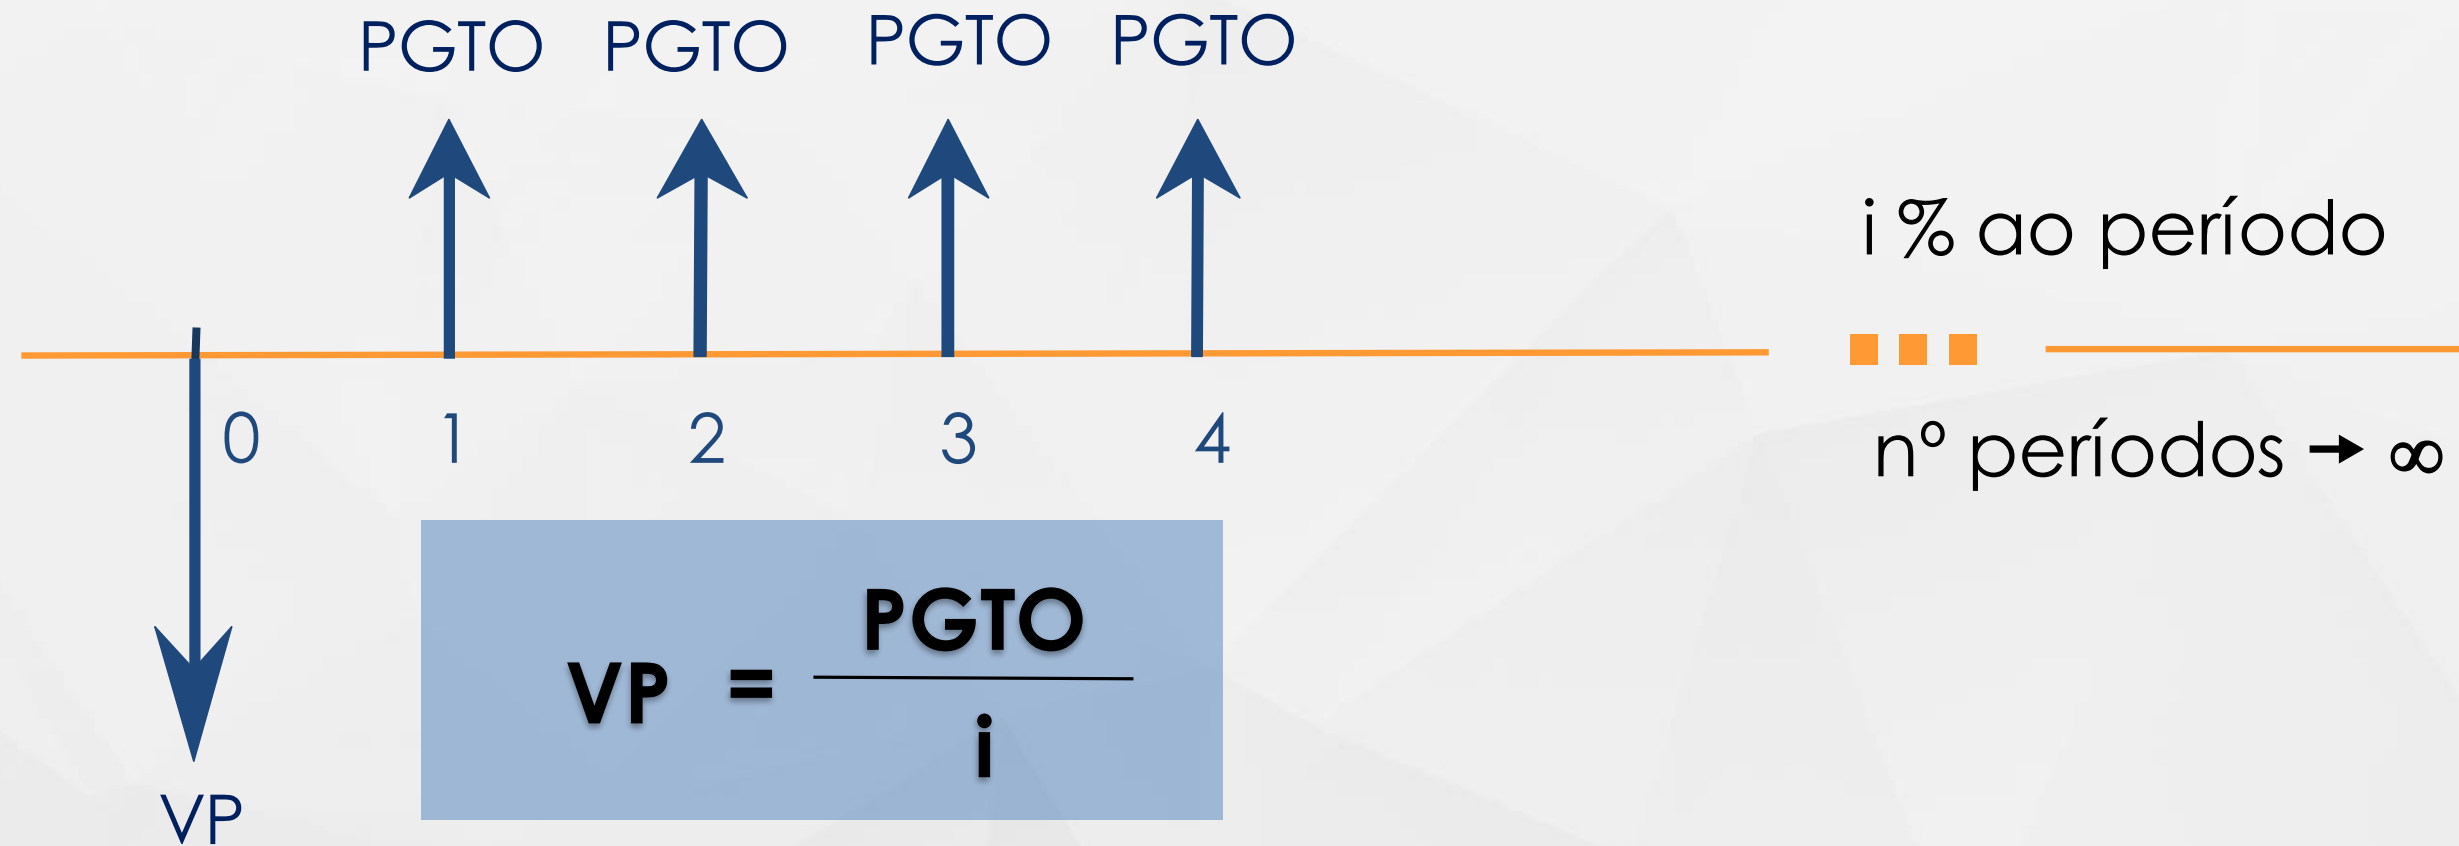 PGTO PGTO PGTO PGTO
i % ao período
0 1 2 3 4
nº períodos → ∞
VP = PGTO
i
VP